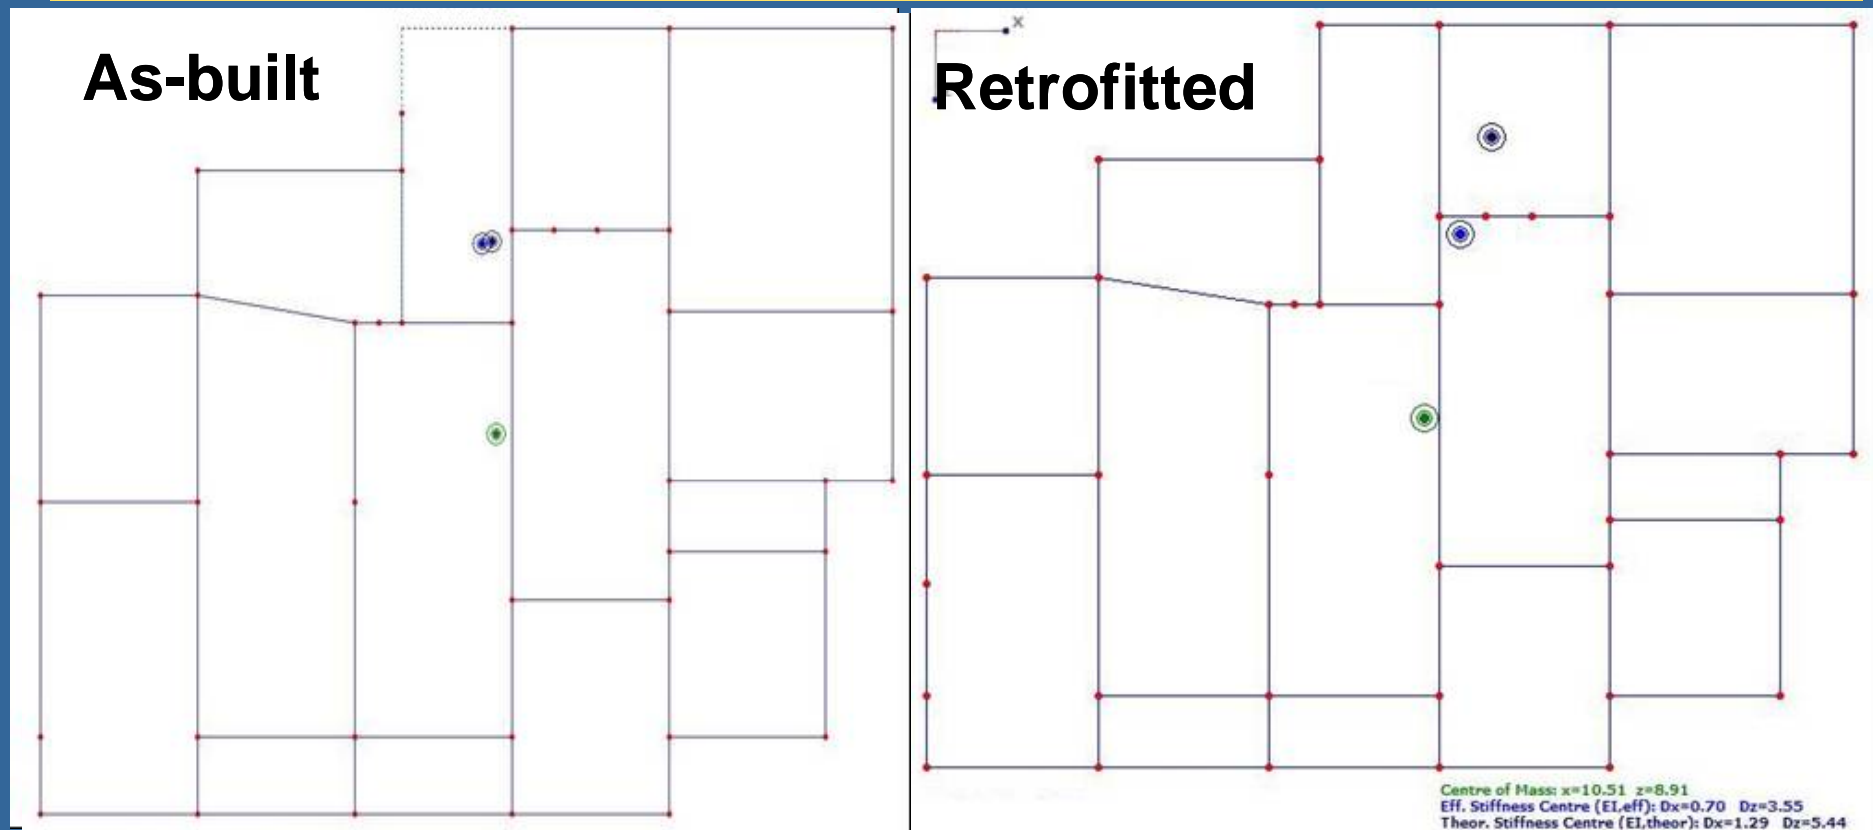 As-built
x
Retrofitted
Centre of Mass: x=10.51 z=8.91
Eff. Stiffness Centre (EI,eff): Dx=0.70 Dz=3.55
Theor. Stiffness Centre (EI,theor): Dx=1.29 Dz=5.44